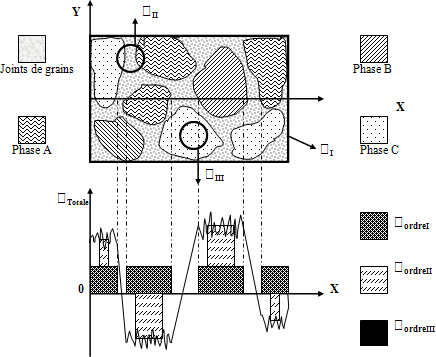 Y
□II
Joints de grains
Phase B
X
Phase A
Phase C
□I
□III
□Totale
□ordreI
□ordreII
0
X
□ordreIII